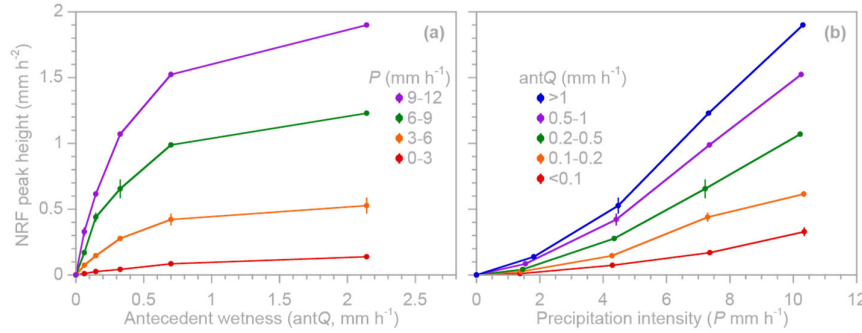 NRF peak height (mm h⁻²)
2
1.5
1
0.5
0
(a)
P (mm h⁻¹)
9-12
6-9
3-6
0-3
0 0.5 1 1.5 2 2.5
Antecedent wetness (antQ, mm h⁻¹)
(b)
antQ (mm h⁻¹)
>1
0.5-1
0.2-0.5
0.1-0.2
<0.1
0 2 4 6 8 10 12
Precipitation intensity (P mm h⁻¹)